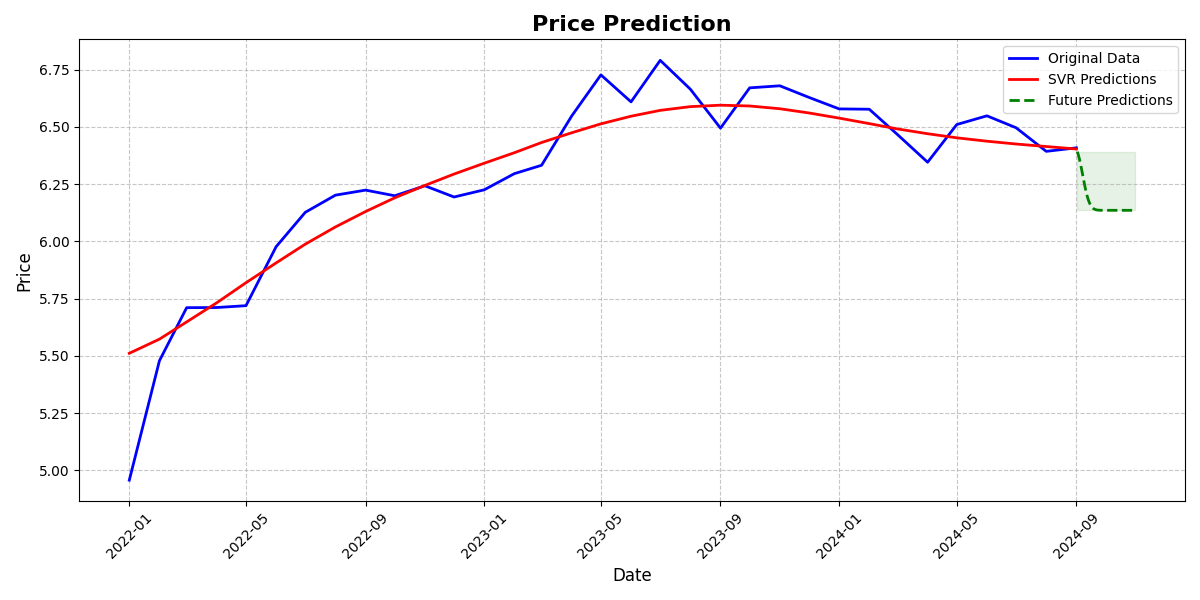 Price Prediction
Original Data
SVR Predictions
Future Predictions
Price
6.75
6.50
6.25
6.00
5.75
5.50
5.25
5.00
2022-01
2022-05
2022-09
2023-01
2023-05
2023-09
2024-01
2024-05
2024-09
Date